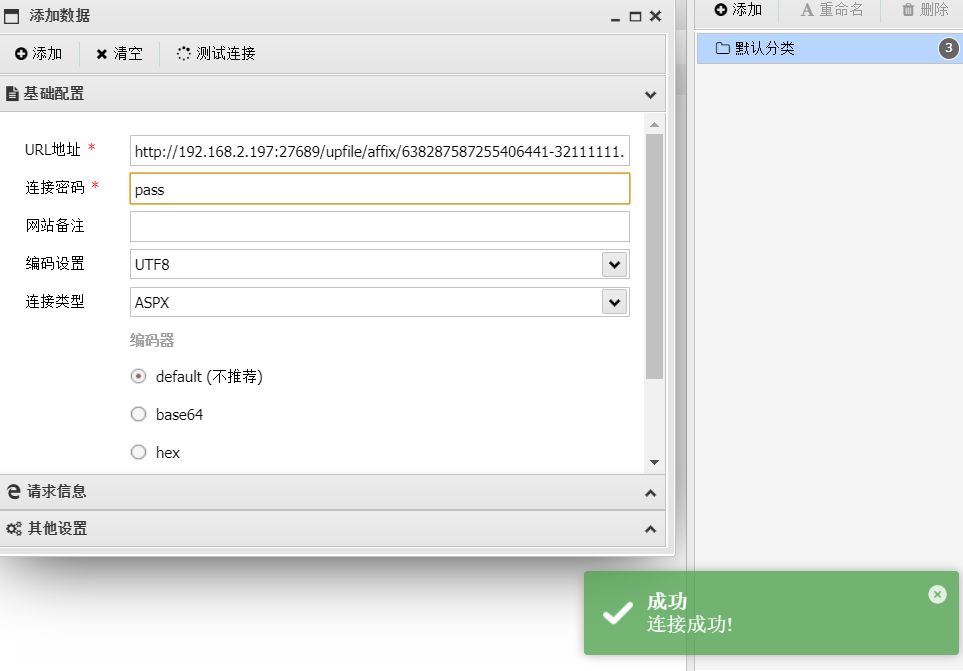 添加数据
添加 清空 测试连接
基础配置
URL地址 * http://192.168.2.197:27689/upfile/affix/638287587255406441-32111111.
连接密码 * pass
网站备注
编码设置 UTF8
连接类型 ASPX
编码器
default (不推荐)
base64
hex
请求信息
其他设置
添加 重命名 删除
默认分类 3
成功
连接成功!